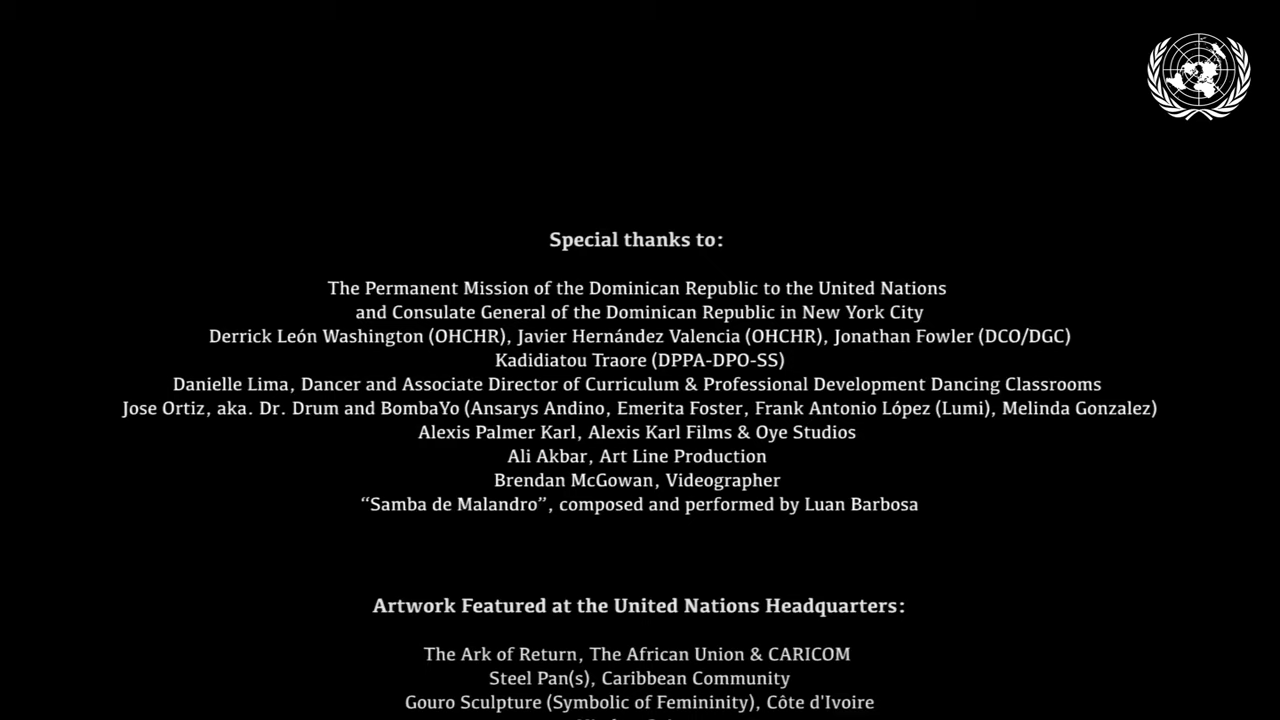 Special thanks to:
The Permanent Mission of the Dominican Republic to the United Nations
and Consulate General of the Dominican Republic in New York City
Derrick León Washington (OHCHR), Javier Hernández Valencia (OHCHR), Jonathan Fowler (DCO/DGC)
Kadidiatou Traore (DPPA-DPO-SS)
Danielle Lima, Dancer and Associate Director of Curriculum & Professional Development Dancing Classrooms
Jose Ortiz, aka. Dr. Drum and BombaYo (Ansarys Andino, Emerita Foster, Frank Antonio López (Lumi), Melinda Gonzalez)
Alexis Palmer Karl, Alexis Karl Films & Oye Studios
Ali Akbar, Art Line Production
Brendan McGowan, Videographer
“Samba de Malandro”, composed and performed by Luan Barbosa
Artwork Featured at the United Nations Headquarters:
The Ark of Return, The African Union & CARICOM
Steel Pan(s), Caribbean Community
Gouro Sculpture (Symbolic of Femininity), Côte d'Ivoire